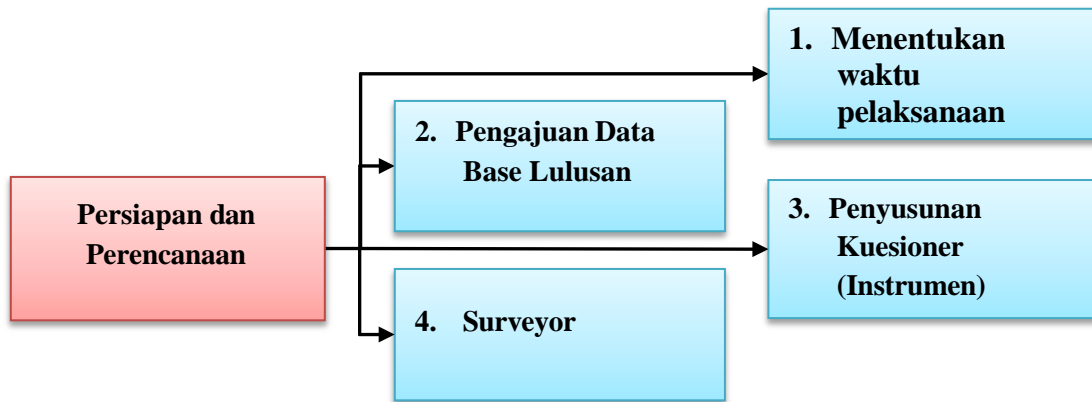 Persiapan dan
Perencanaan
1. Menentukan
waktu
pelaksanaan
2. Pengajuan Data
Base Lulusan
3. Penyusunan
Kuesioner
(Instrumen)
4. Surveyor